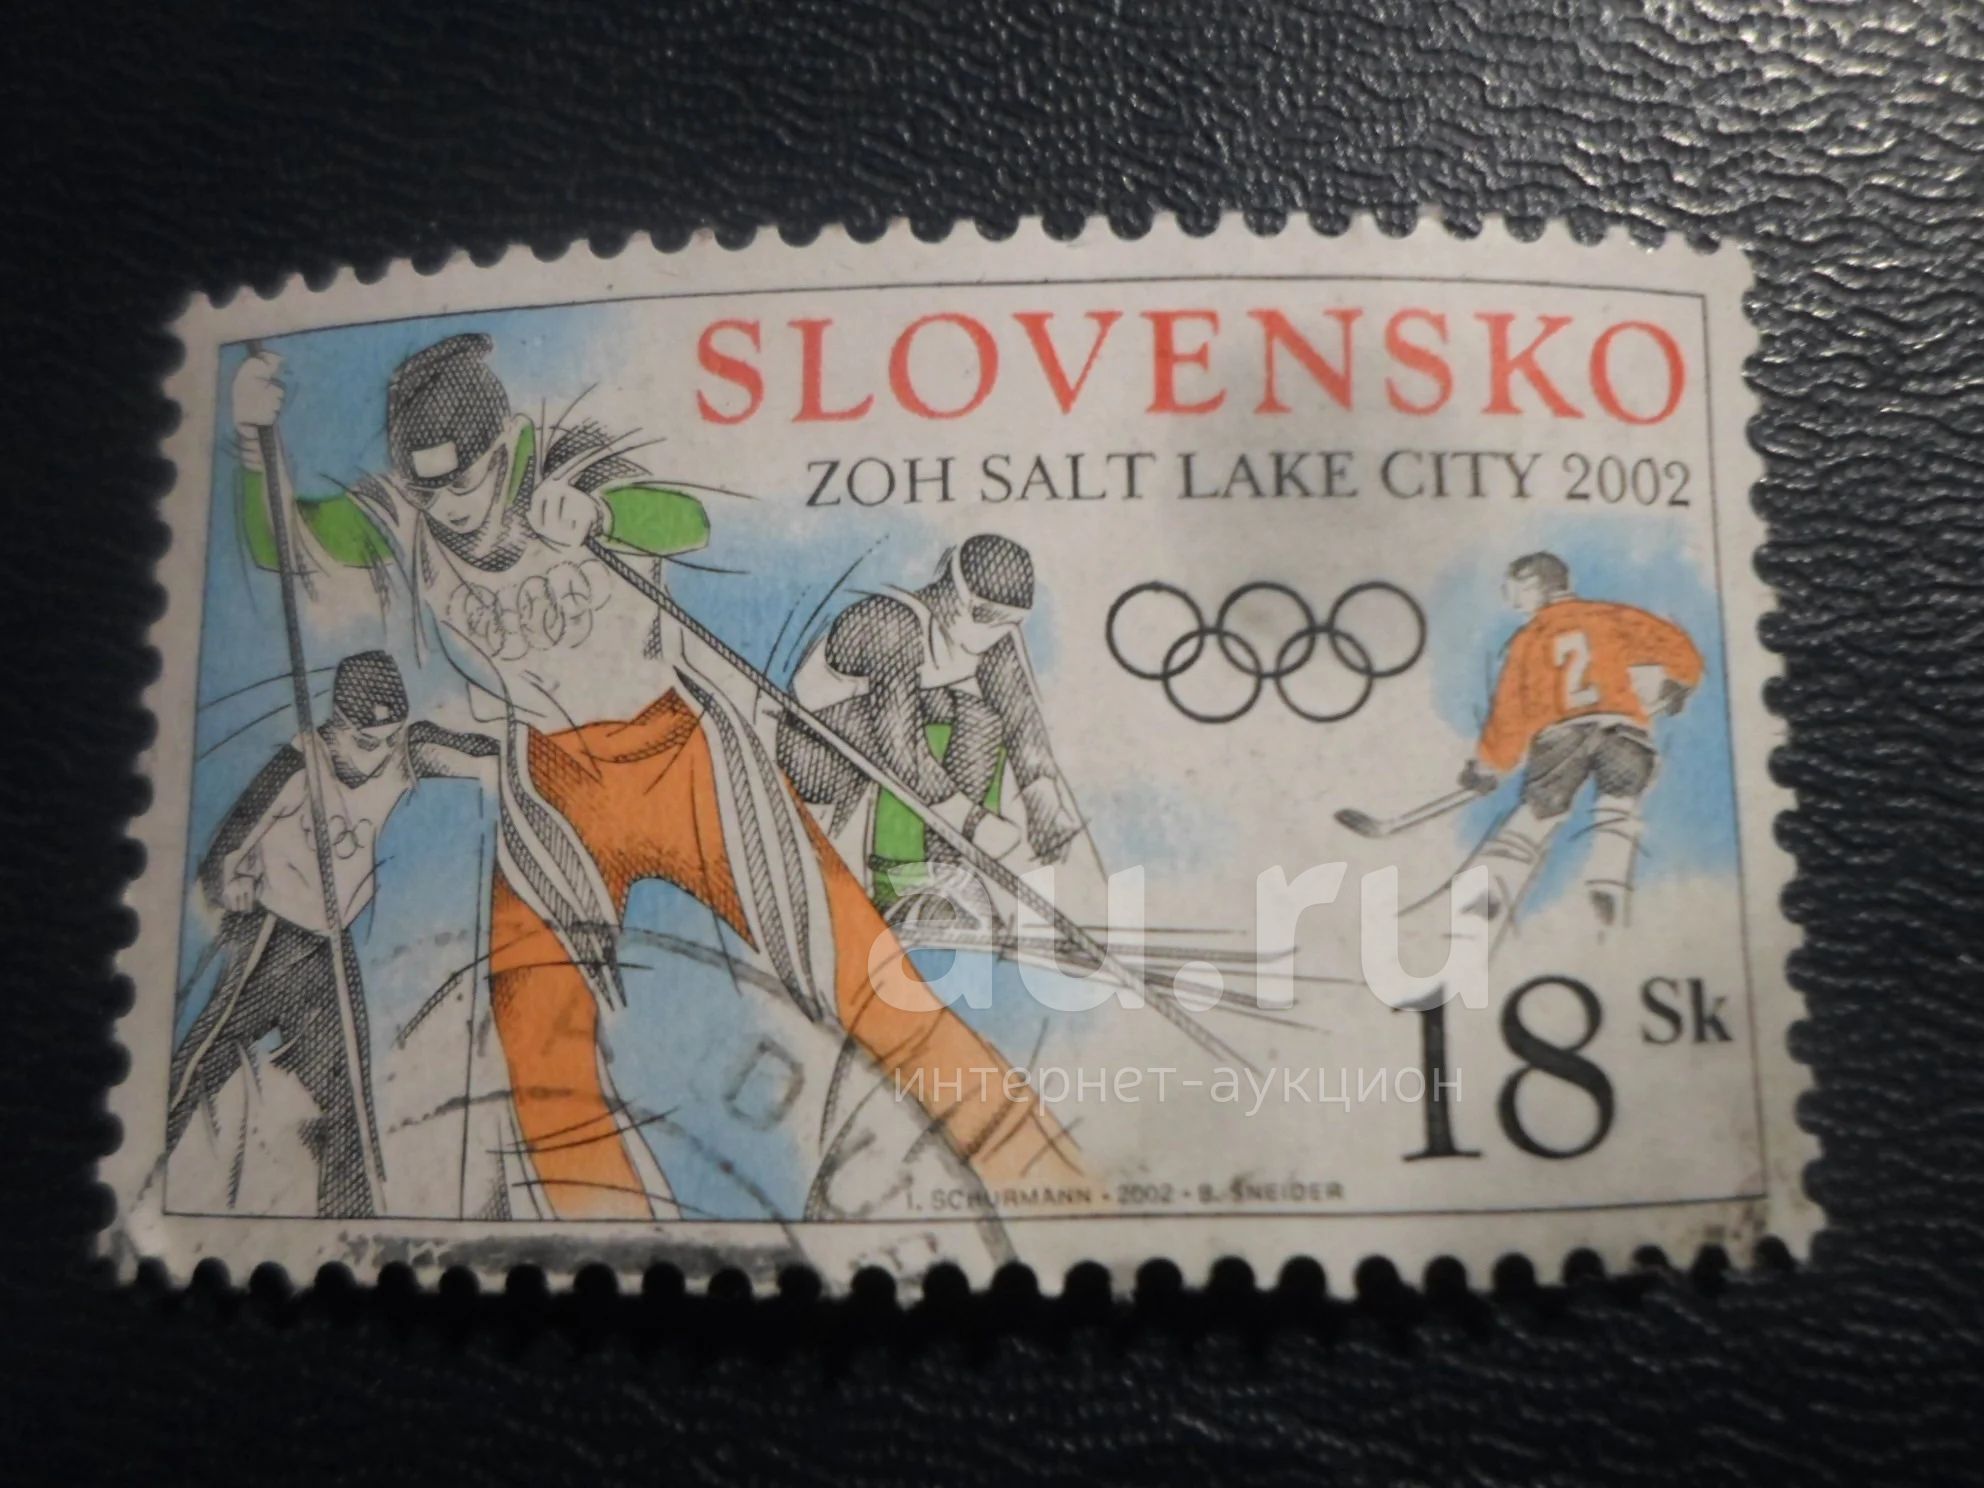 SLOVENSKO
ZOH SALT LAKE CITY 2002
2
au.ru
интернет-аукцион
18 Sk
I. SCHURMANN • 2002 • B. ŠNEIDER